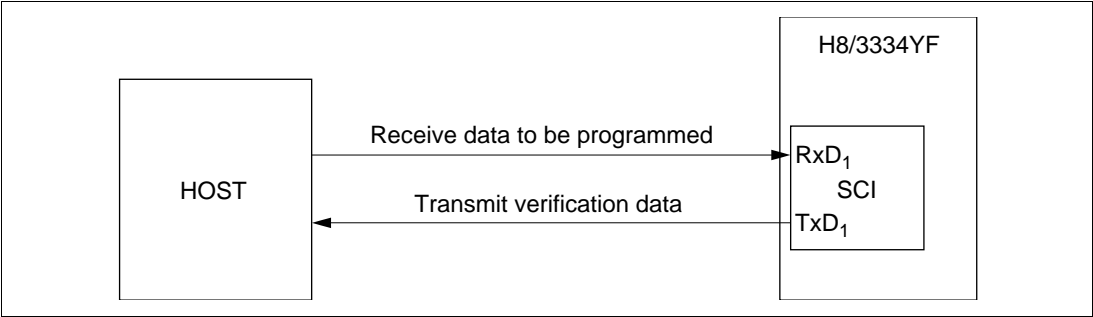 H8/3334YF
Receive data to be programmed
RxD₁
HOST
SCI
Transmit verification data
TxD₁